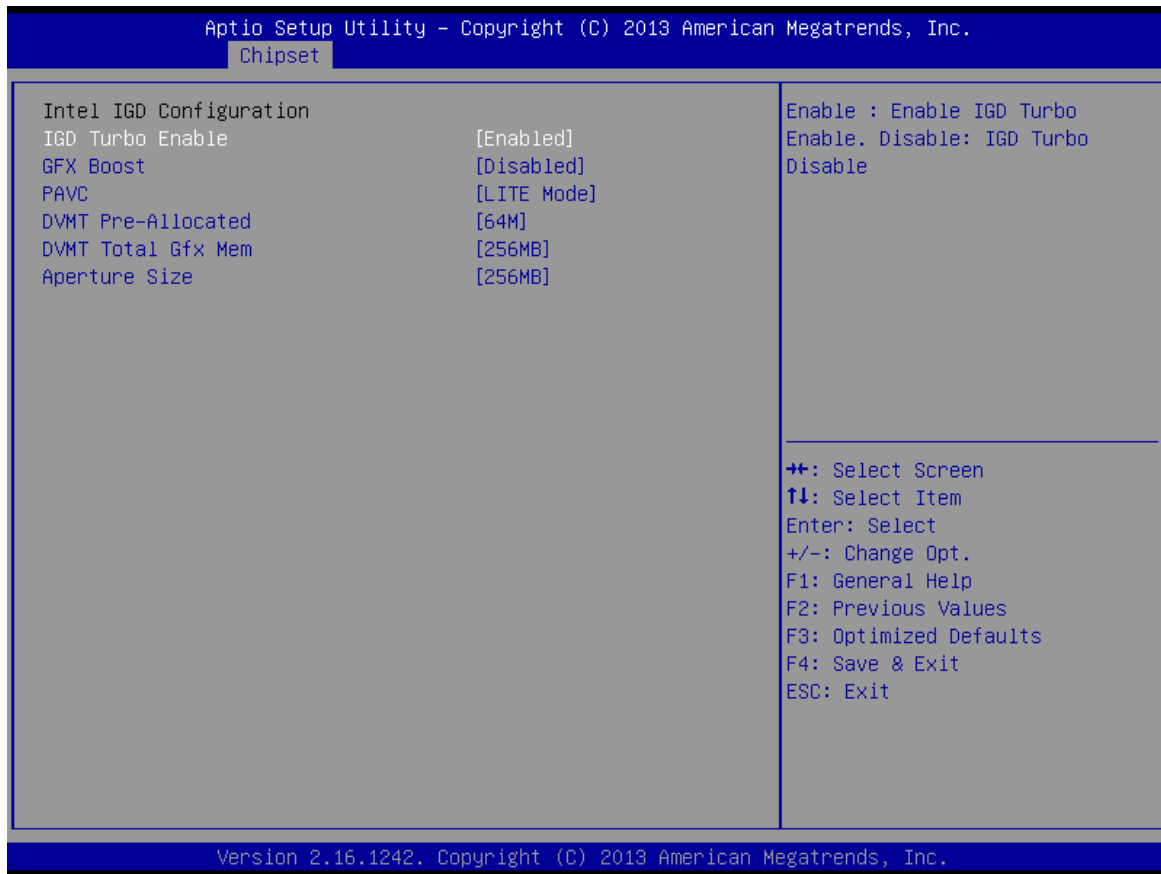 Aptio Setup Utility – Copyright (C) 2013 American Megatrends, Inc.
Chipset
Intel IGD Configuration
IGD Turbo Enable [Enabled]
GFX Boost [Disabled]
PAVC [LITE Mode]
DVMT Pre-Allocated [64M]
DVMT Total Gfx Mem [256MB]
Aperture Size [256MB]
Enable : Enable IGD Turbo
Enable. Disable: IGD Turbo
Disable
→←: Select Screen
↑↓: Select Item
Enter: Select
+/-: Change Opt.
F1: General Help
F2: Previous Values
F3: Optimized Defaults
F4: Save & Exit
ESC: Exit
Version 2.16.1242. Copyright (C) 2013 American Megatrends, Inc.